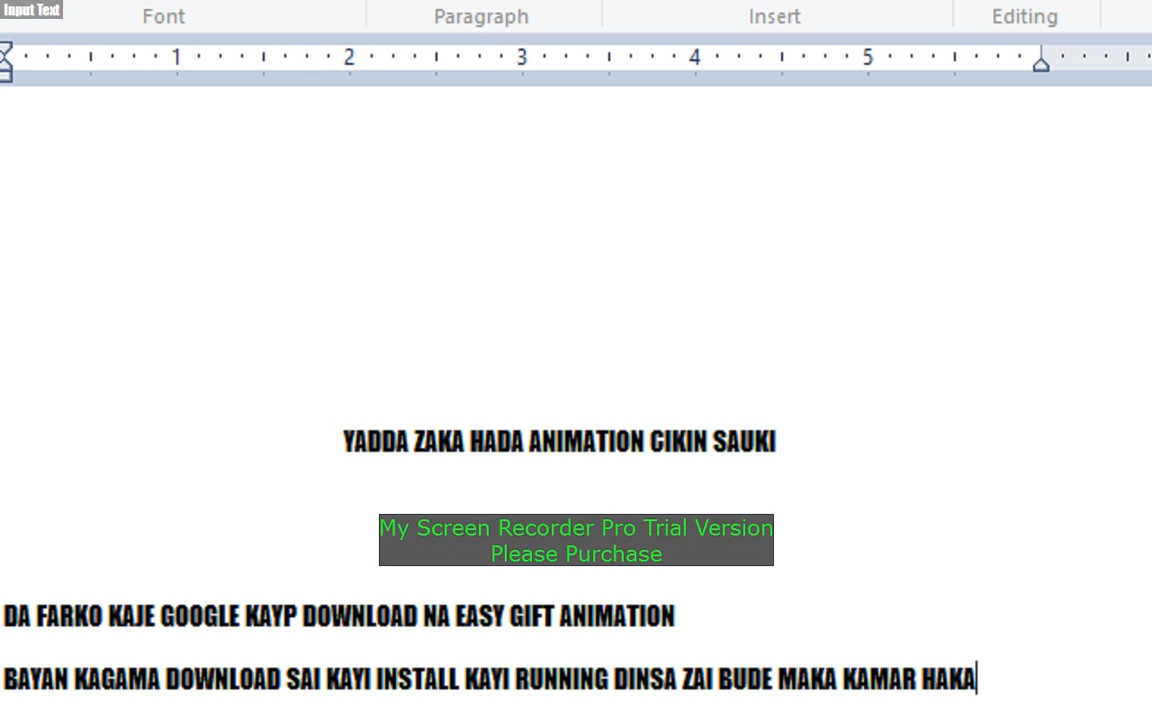 Input Text
Font Paragraph Insert Editing
1 2 3 4 5
YADDA ZAKA HADA ANIMATION CIKIN SAUKI
My Screen Recorder Pro Trial Version
Please Purchase
DA FARKO KAJE GOOGLE KAYP DOWNLOAD NA EASY GIFT ANIMATION
BAYAN KAGAMA DOWNLOAD SAI KAYI INSTALL KAYI RUNNING DINSA ZAI BUDE MAKA KAMAR HAKA